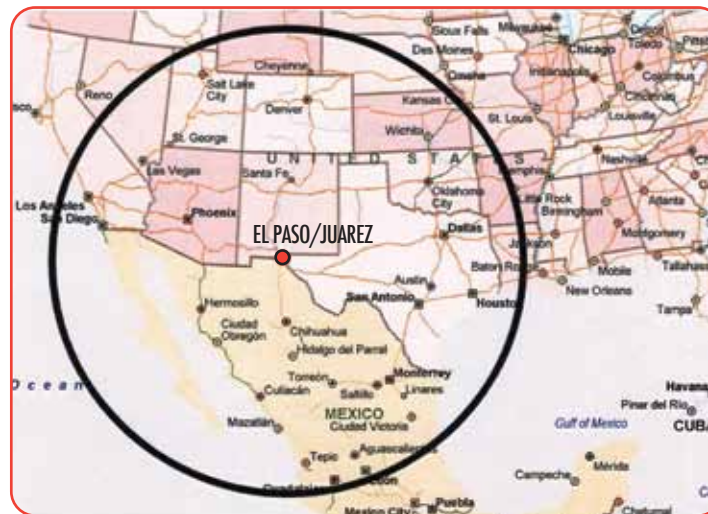 Sioux Falls
Milwaukee
Detroit
Des Moines
Chicago
Toledo
Cheyenne
Omaha
Reno
Salt Lake
City
Indianapolis
Columbus
Denver
Kansas City
Cincinnati
St. Louis
Louisville
St. George
Wichita
UNITED STATES
Las Vegas
Santa Fe
Nashville
Memphis
Oklahoma
City
Los Angeles
San Diego
Phoenix
Little Rock
Birmingham
Atlanta
EL PASO/JUAREZ
Dallas
Jackson
Montgomery
Baton Rouge
Mobile
Austin
New Orleans
San Antonio
Houston
Tampa
Hermosillo
Ciudad
Obregón
Chihuahua
Hidalgo del Parral
Ocean
Torreón
Monterrey
Saltillo
Linares
Culiacán
MEXICO
Mazatlán
Ciudad Victoria
Pinar del Río
Gulf of Mexico
Tepic
Aguascalientes
León
Mérida
Campeche
Mexico City
Puebla